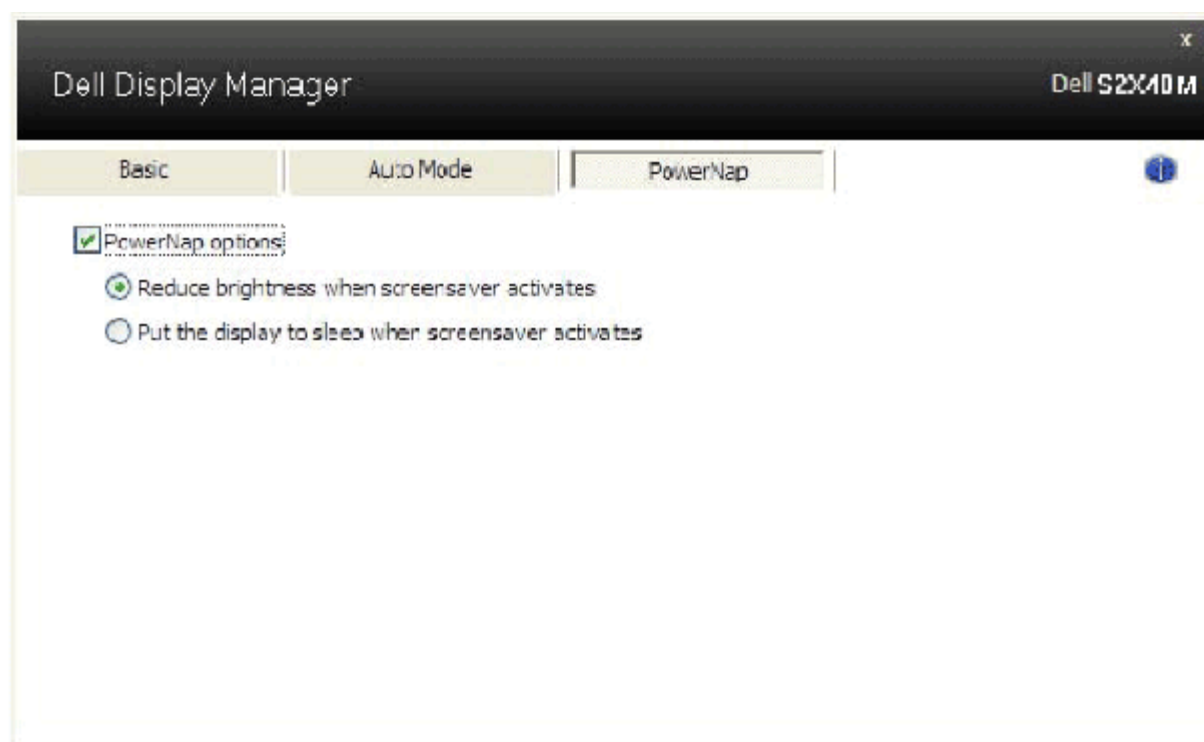 x
Dell Display Manager
Dell S2X40M
Basic
Auto Mode
PowerNap
PowerNap options
Reduce brightness when screensaver activates
Put the display to sleep when screensaver activates